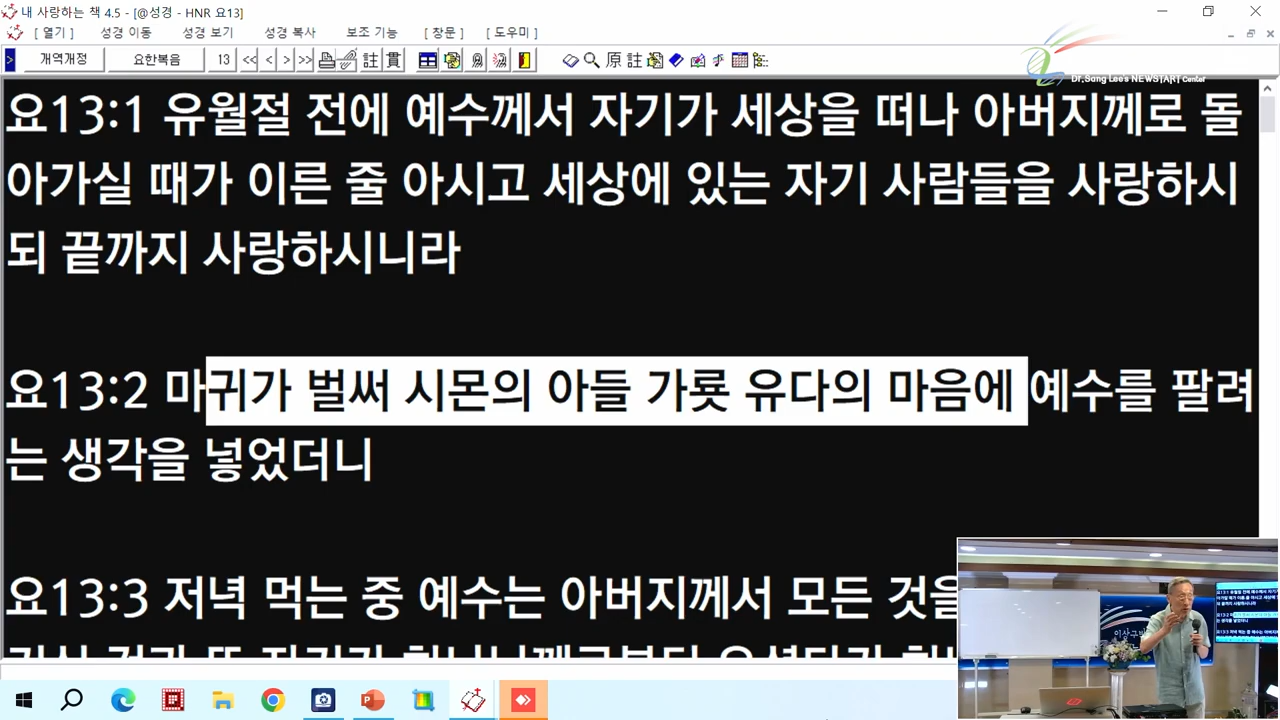 내 사랑하는 책 4.5 - [@성경 - HNR 요13]
[ 열기 ] 성경 이동 성경 보기 성경 복사 보조 기능 [ 창문 ] [ 도우미 ]
개역개정 요한복음 13 << < > >> 註 貫 原 註
Dr.Sang Lee's NEWSTART Center
요13:1 유월절 전에 예수께서 자기가 세상을 떠나 아버지께로 돌
아가실 때가 이른 줄 아시고 세상에 있는 자기 사람들을 사랑하시
되 끝까지 사랑하시니라
요13:2 마귀가 벌써 시몬의 아들 가룟 유다의 마음에 예수를 팔려
는 생각을 넣었더니
요13:3 저녁 먹는 중 예수는 아버지께서 모든 것을